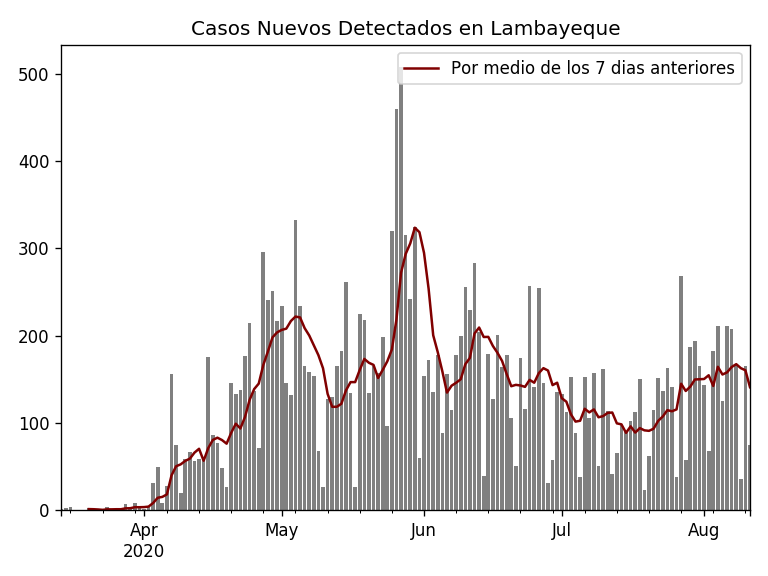 Casos Nuevos Detectados en Lambayeque
Por medio de los 7 dias anteriores
500
400
300
200
100
0
Apr
2020
May
Jun
Jul
Aug